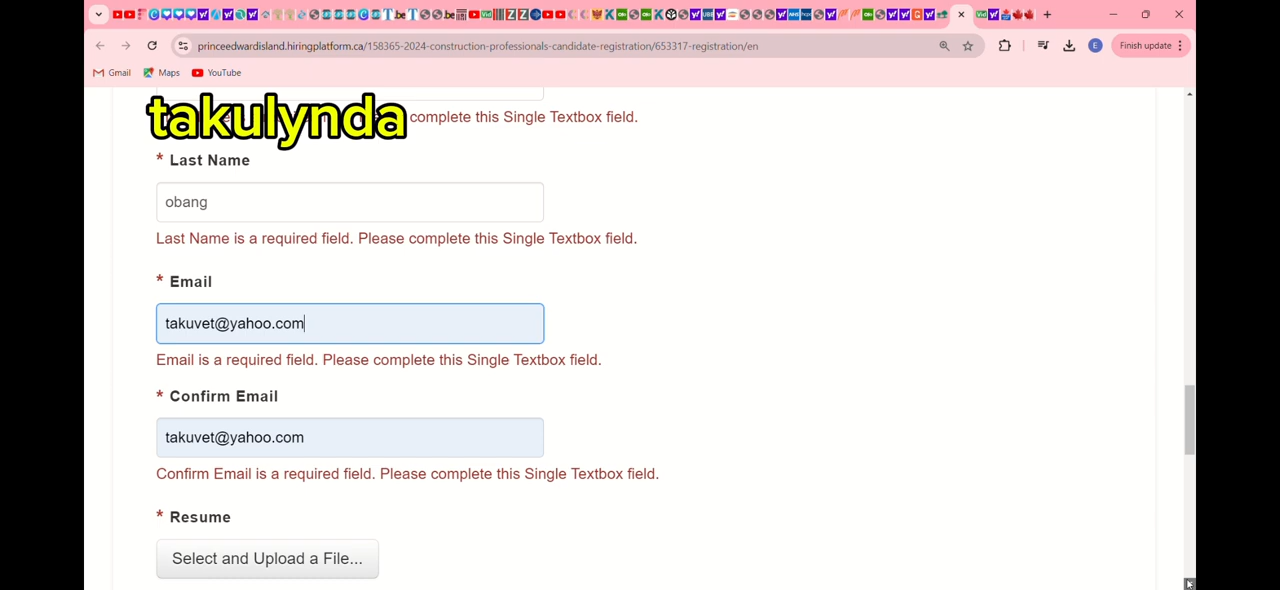 Finish update
princeedwardisland.hiringplatform.ca/158365-2024-construction-professionals-candidate-registration/653317-registration/en
Gmail Maps YouTube
takulynda
complete this Single Textbox field.
* Last Name
obang
Last Name is a required field. Please complete this Single Textbox field.
* Email
takuvet@yahoo.com
Email is a required field. Please complete this Single Textbox field.
* Confirm Email
takuvet@yahoo.com
Confirm Email is a required field. Please complete this Single Textbox field.
* Resume
Select and Upload a File...